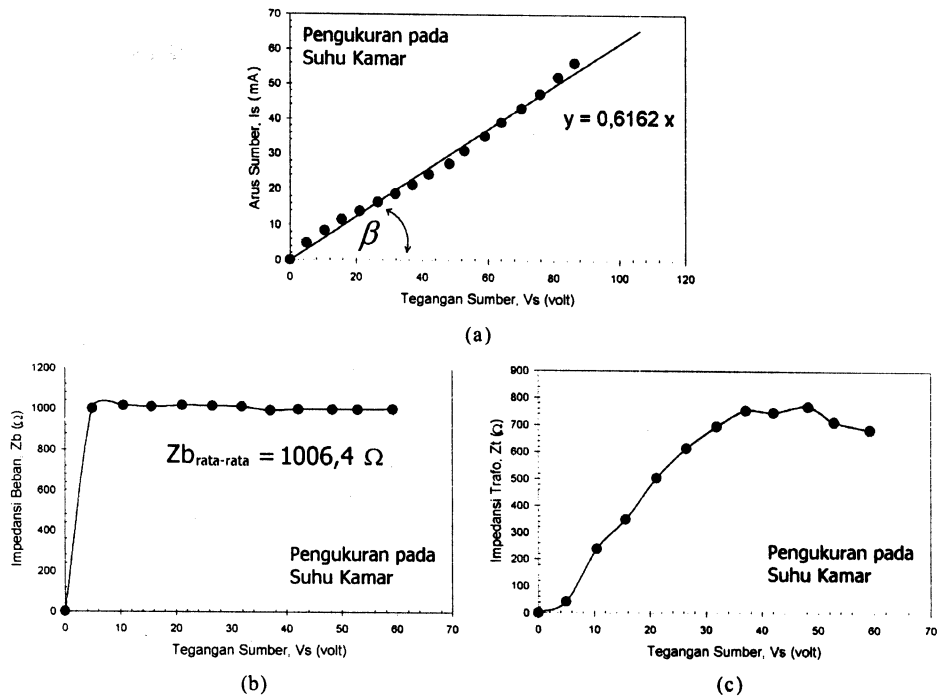 70
60
50
40
30
20
10
0
Arus Sumber, Is (mA)
Pengukuran pada
Suhu Kamar
y = 0,6162 x
β
0 20 40 60 80 100 120
Tegangan Sumber, Vs (volt)
(a)
1200
1000
800
600
400
200
0
Impedansi Beban, Zb (Ω)
Zbrata-rata = 1006,4 Ω
Pengukuran pada
Suhu Kamar
0 10 20 30 40 50 60 70
Tegangan Sumber, Vs (volt)
(b)
900
800
700
600
500
400
300
200
100
0
Impedansi Trafo, Zt (Ω)
Pengukuran pada
Suhu Kamar
0 10 20 30 40 50 60 70
Tegangan Sumber, Vs (volt)
(c)